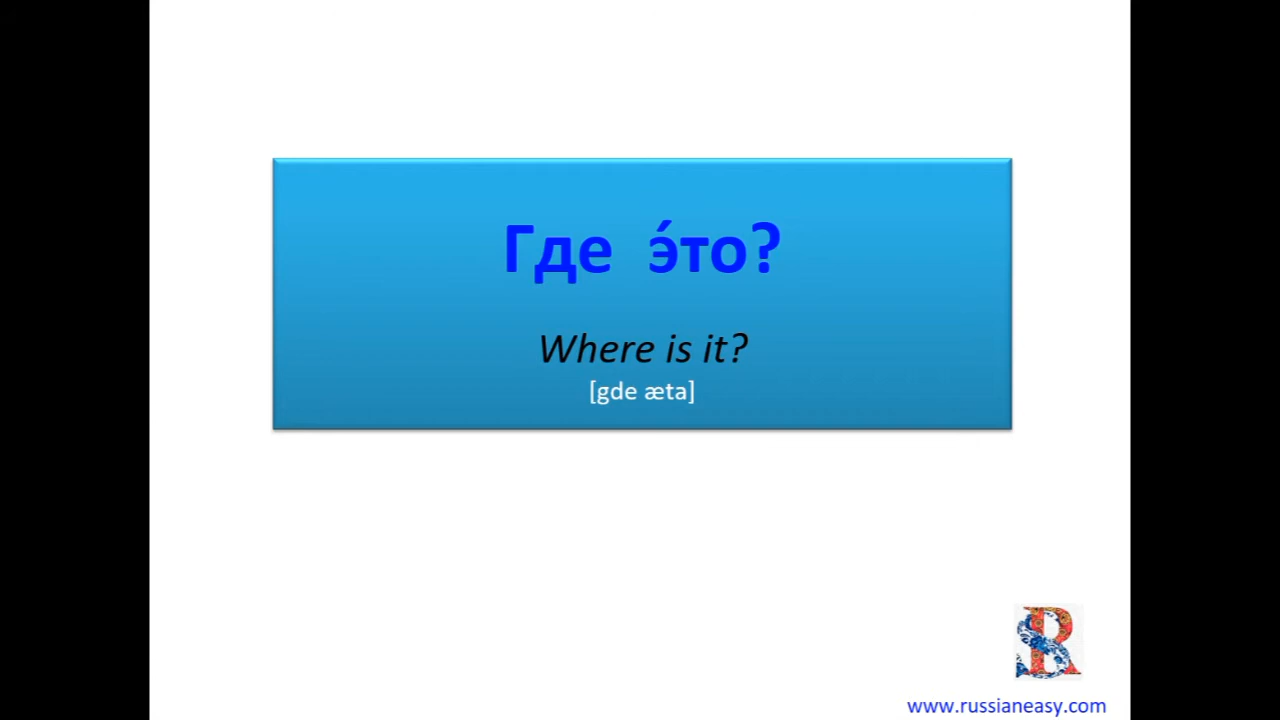 Где э́то?
Where is it?
[gde æta]
www.russianeasy.com